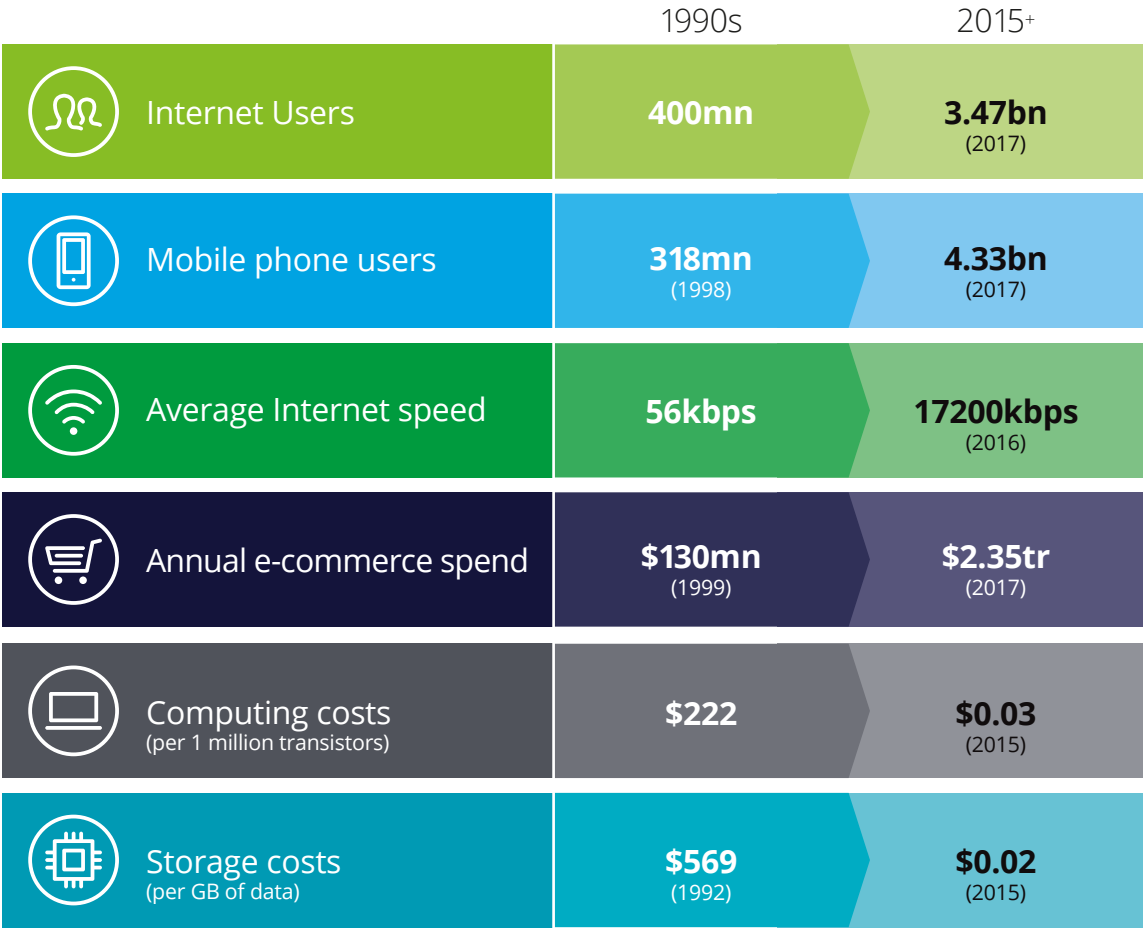 1990s 2015+
Internet Users 400mn 3.47bn
(2017)
Mobile phone users 318mn 4.33bn
(1998) (2017)
Average Internet speed 56kbps 17200kbps
(2016)
Annual e-commerce spend $130mn $2.35tr
(1999) (2017)
Computing costs $222 $0.03
(per 1 million transistors) (2015)
Storage costs $569 $0.02
(per GB of data) (1992) (2015)